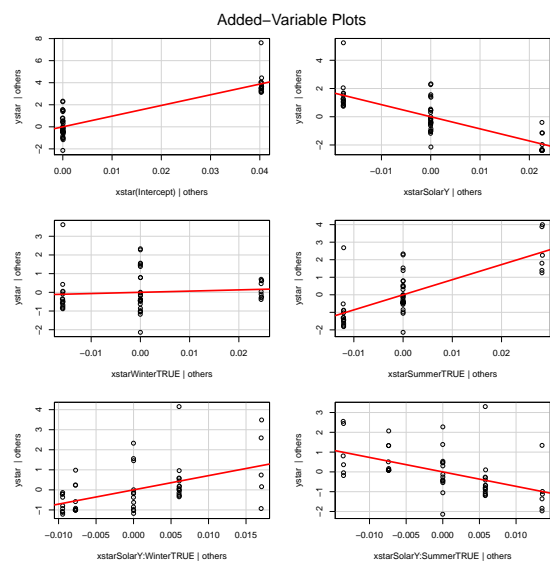 Added−Variable Plots
8
6
4
2
0
−2
ystar | others
0.00 0.01 0.02 0.03 0.04
xstar(Intercept) | others
4
2
0
−2
ystar | others
−0.01 0.00 0.01 0.02
xstarSolarY | others
3
2
1
0
−1
−2
ystar | others
−0.01 0.00 0.01 0.02
xstarWinterTRUE | others
4
3
2
1
0
−1
−2
ystar | others
−0.01 0.00 0.01 0.02
xstarSummerTRUE | others
4
3
2
1
0
−1
ystar | others
−0.010 −0.005 0.000 0.005 0.010 0.015
xstarSolarY:WinterTRUE | others
3
2
1
0
−1
−2
ystar | others
−0.010 −0.005 0.000 0.005 0.010
xstarSolarY:SummerTRUE | others